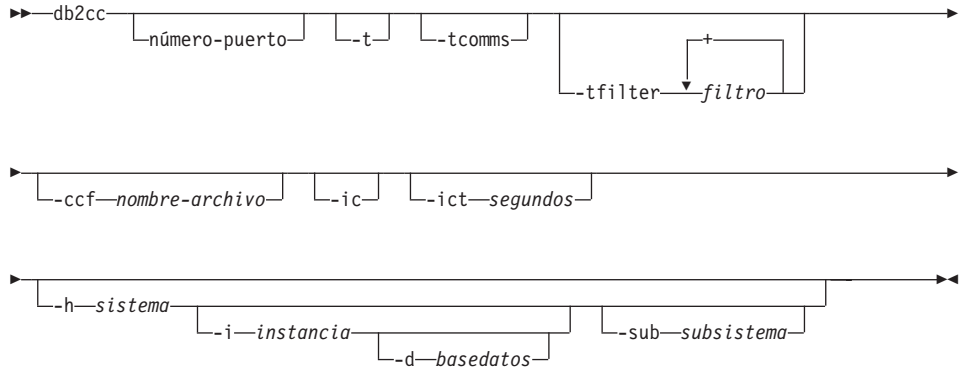 db2cc
número-puerto -t -tcomms +
-tfilter filtro
-ccf nombre-archivo -ic -ict segundos
-h sistema
-i instancia -sub subsistema
-d basedatos